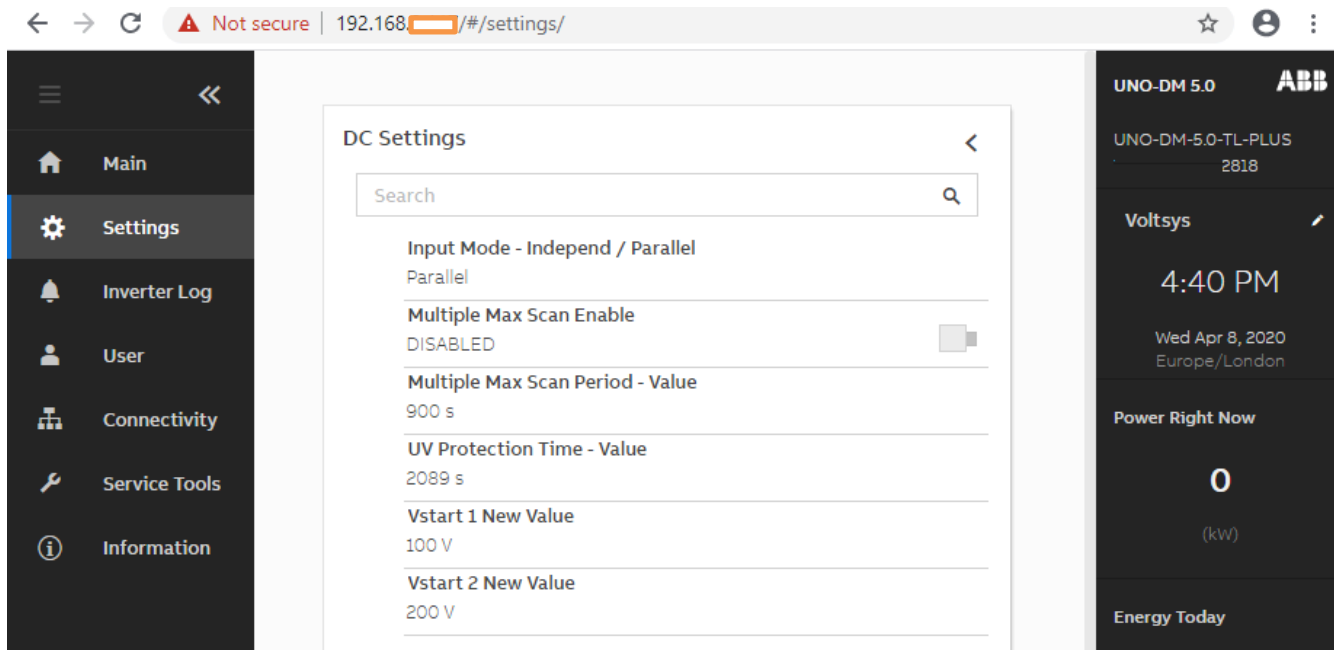 Not secure | 192.168. /#/settings/
Main
Settings
Inverter Log
User
Connectivity
Service Tools
Information
DC Settings
Search
Input Mode - Independ / Parallel
Parallel
Multiple Max Scan Enable
DISABLED
Multiple Max Scan Period - Value
900 s
UV Protection Time - Value
2089 s
Vstart 1 New Value
100 V
Vstart 2 New Value
200 V
UNO-DM 5.0 ABB
UNO-DM-5.0-TL-PLUS
2818
Voltsys
4:40 PM
Wed Apr 8, 2020
Europe/London
Power Right Now
0
(kW)
Energy Today